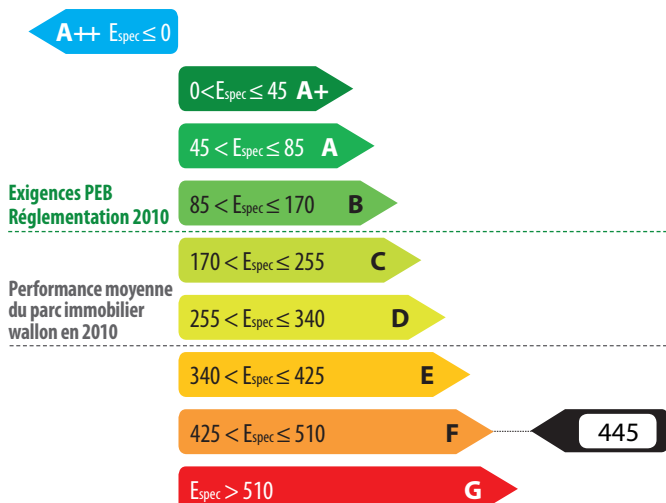 A++ Espec ≤ 0
0 < Espec ≤ 45 A+
45 < Espec ≤ 85 A
Exigences PEB
Réglementation 2010
85 < Espec ≤ 170 B
170 < Espec ≤ 255 C
Performance moyenne
du parc immobilier
wallon en 2010
255 < Espec ≤ 340 D
340 < Espec ≤ 425 E
425 < Espec ≤ 510 F
445
Espec > 510 G